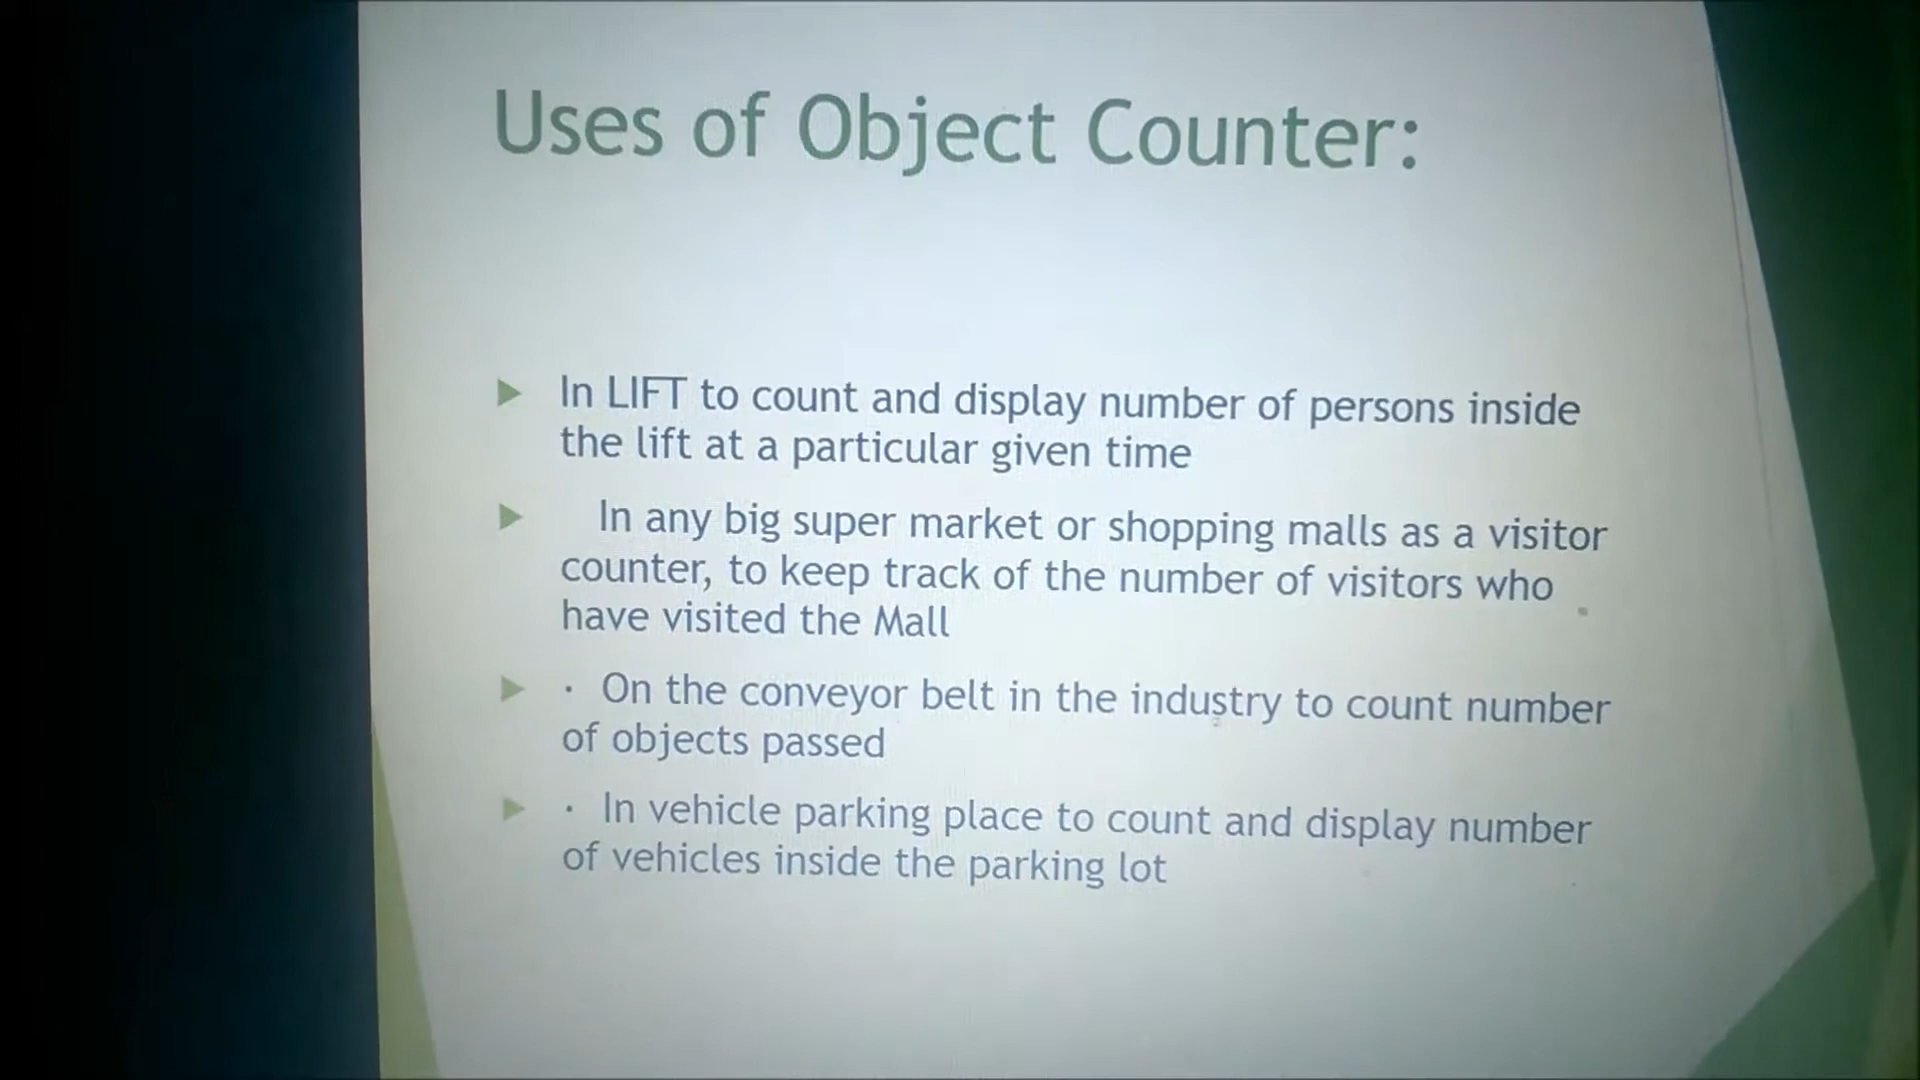 Uses of Object Counter:
In LIFT to count and display number of persons inside
the lift at a particular given time
In any big super market or shopping malls as a visitor
counter, to keep track of the number of visitors who
have visited the Mall
· On the conveyor belt in the industry to count number
of objects passed
· In vehicle parking place to count and display number
of vehicles inside the parking lot